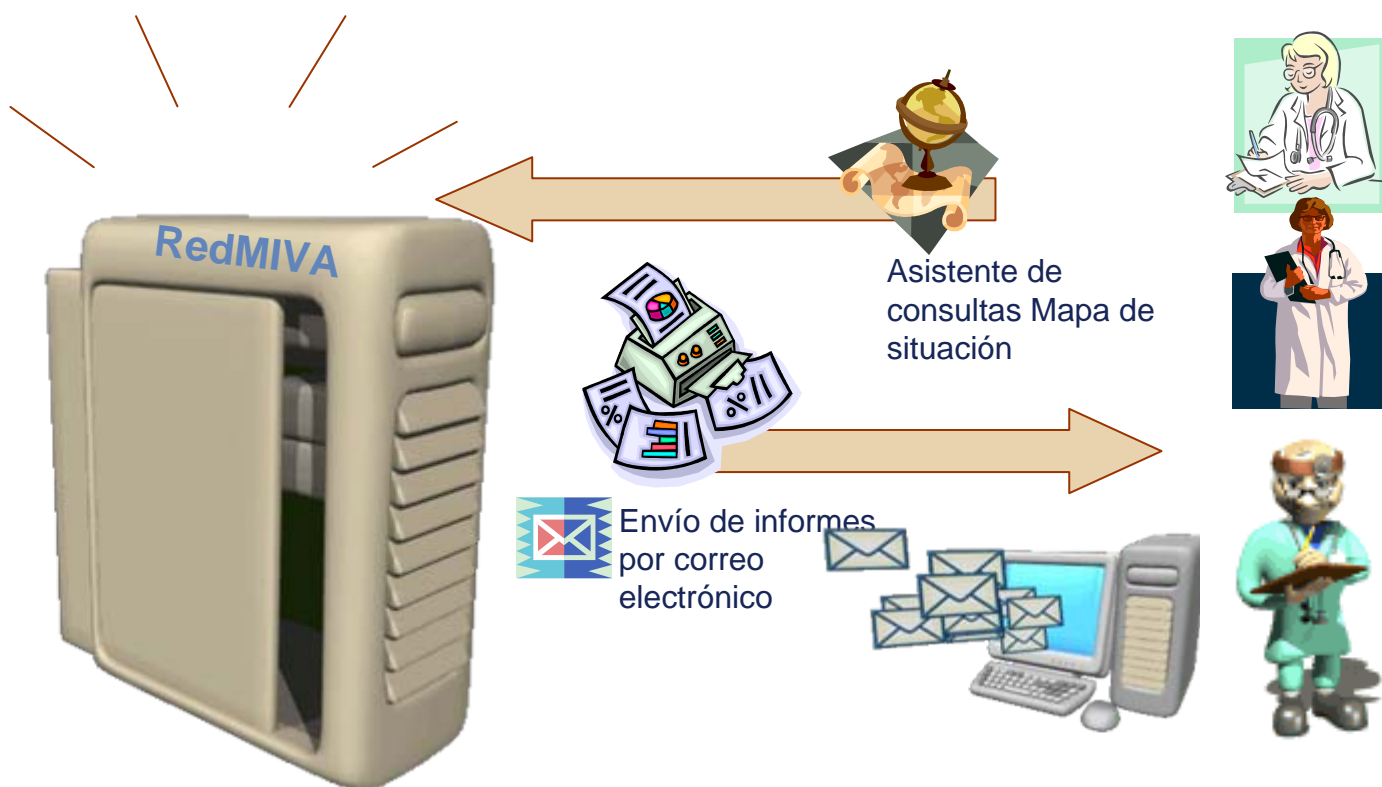 RedMIVA
Asistente de
consultas Mapa de
situación
Envío de informes
por correo
electrónico